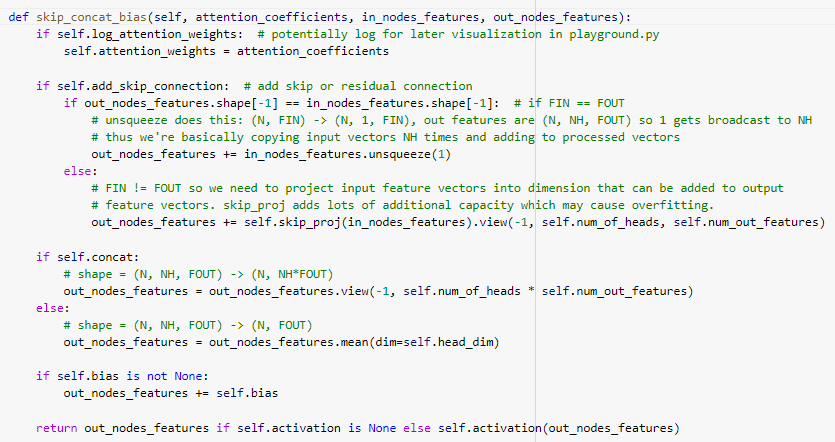 def skip_concat_bias(self, attention_coefficients, in_nodes_features, out_nodes_features):
    if self.log_attention_weights:  # potentially log for later visualization in playground.py
        self.attention_weights = attention_coefficients

    if self.add_skip_connection:  # add skip or residual connection
        if out_nodes_features.shape[-1] == in_nodes_features.shape[-1]:  # if FIN == FOUT
            # unsqueeze does this: (N, FIN) -> (N, 1, FIN), out features are (N, NH, FOUT) so 1 gets broadcast to NH
            # thus we're basically copying input vectors NH times and adding to processed vectors
            out_nodes_features += in_nodes_features.unsqueeze(1)
        else:
            # FIN != FOUT so we need to project input feature vectors into dimension that can be added to output
            # feature vectors. skip_proj adds lots of additional capacity which may cause overfitting.
            out_nodes_features += self.skip_proj(in_nodes_features).view(-1, self.num_of_heads, self.num_out_features)

    if self.concat:
        # shape = (N, NH, FOUT) -> (N, NH*FOUT)
        out_nodes_features = out_nodes_features.view(-1, self.num_of_heads * self.num_out_features)
    else:
        # shape = (N, NH, FOUT) -> (N, FOUT)
        out_nodes_features = out_nodes_features.mean(dim=self.head_dim)

    if self.bias is not None:
        out_nodes_features += self.bias

    return out_nodes_features if self.activation is None else self.activation(out_nodes_features)